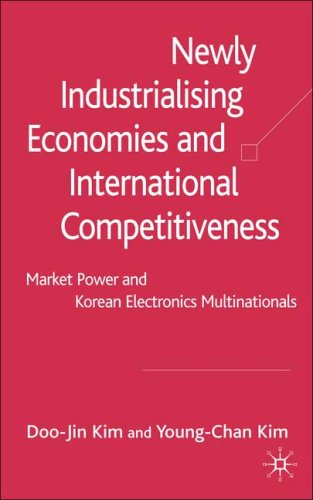 Newly
Industrialising
Economies and
International
Competitiveness
Market Power and
Korean Electronics Multinationals
Doo-Jin Kim and Young-Chan Kim